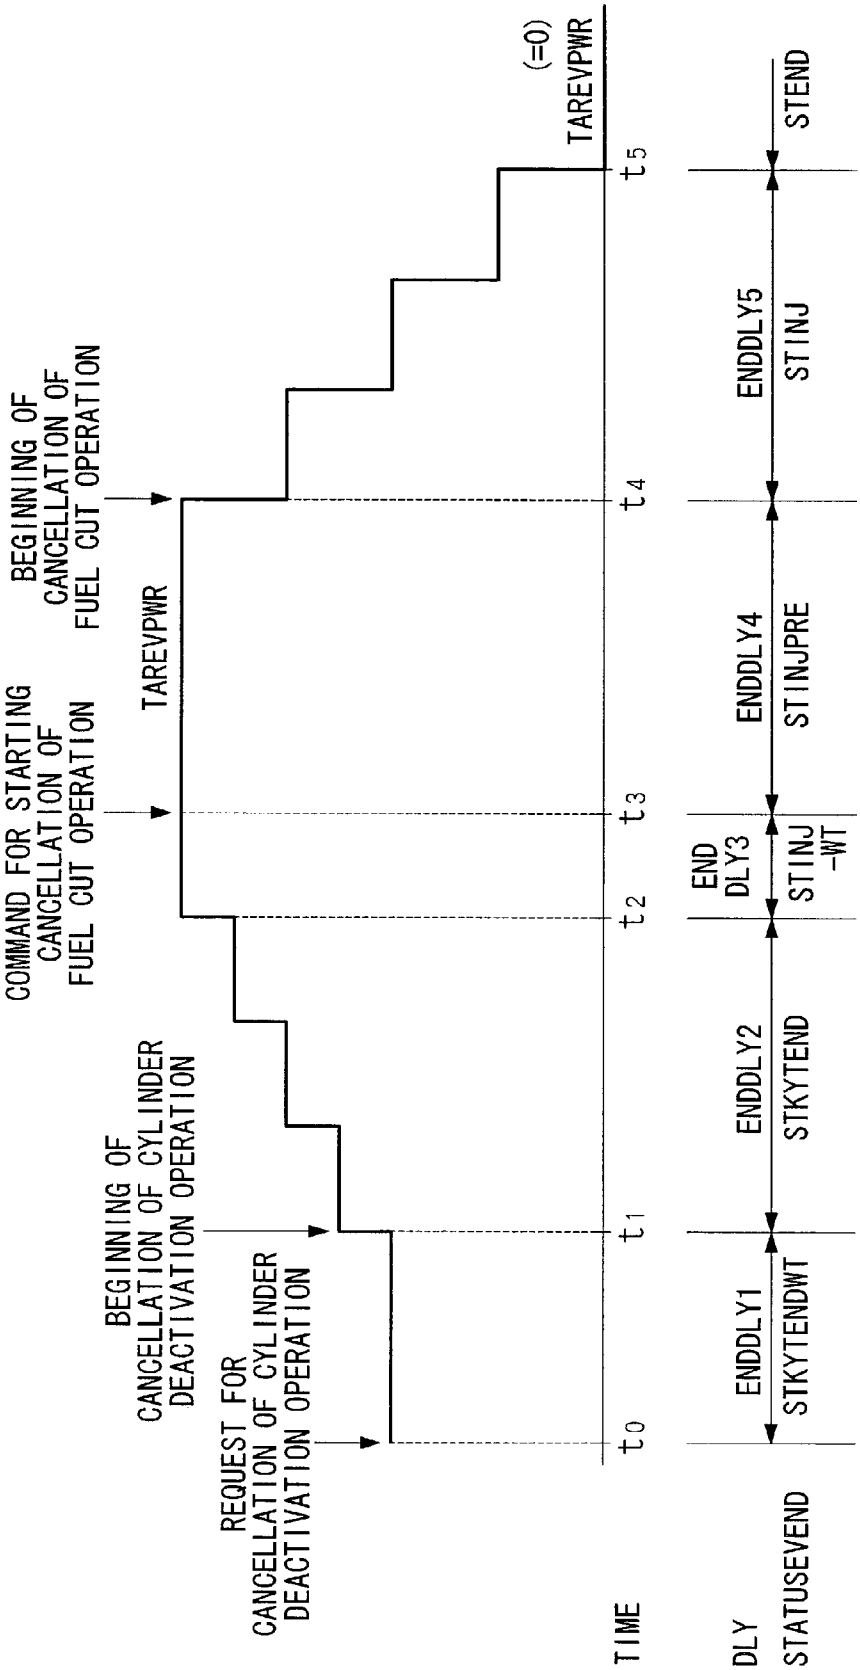 REQUEST FOR
CANCELLATION OF CYLINDER
DEACTIVATION OPERATION
BEGINNING OF
CANCELLATION OF CYLINDER
DEACTIVATION OPERATION
COMMAND FOR STARTING
CANCELLATION OF
FUEL CUT OPERATION
BEGINNING OF
CANCELLATION OF
FUEL CUT OPERATION
TAREVPWR
(=0)
TAREVPWR
TIME
t0
t1
t2
t3
t4
t5
DLY
ENDDLY1
ENDDLY2
END
DLY3
ENDDLY4
ENDDLY5
STATUSEVEND
STKYTENDWT
STKYTEND
STINJ
-WT
STINJPRE
STINJ
STEND